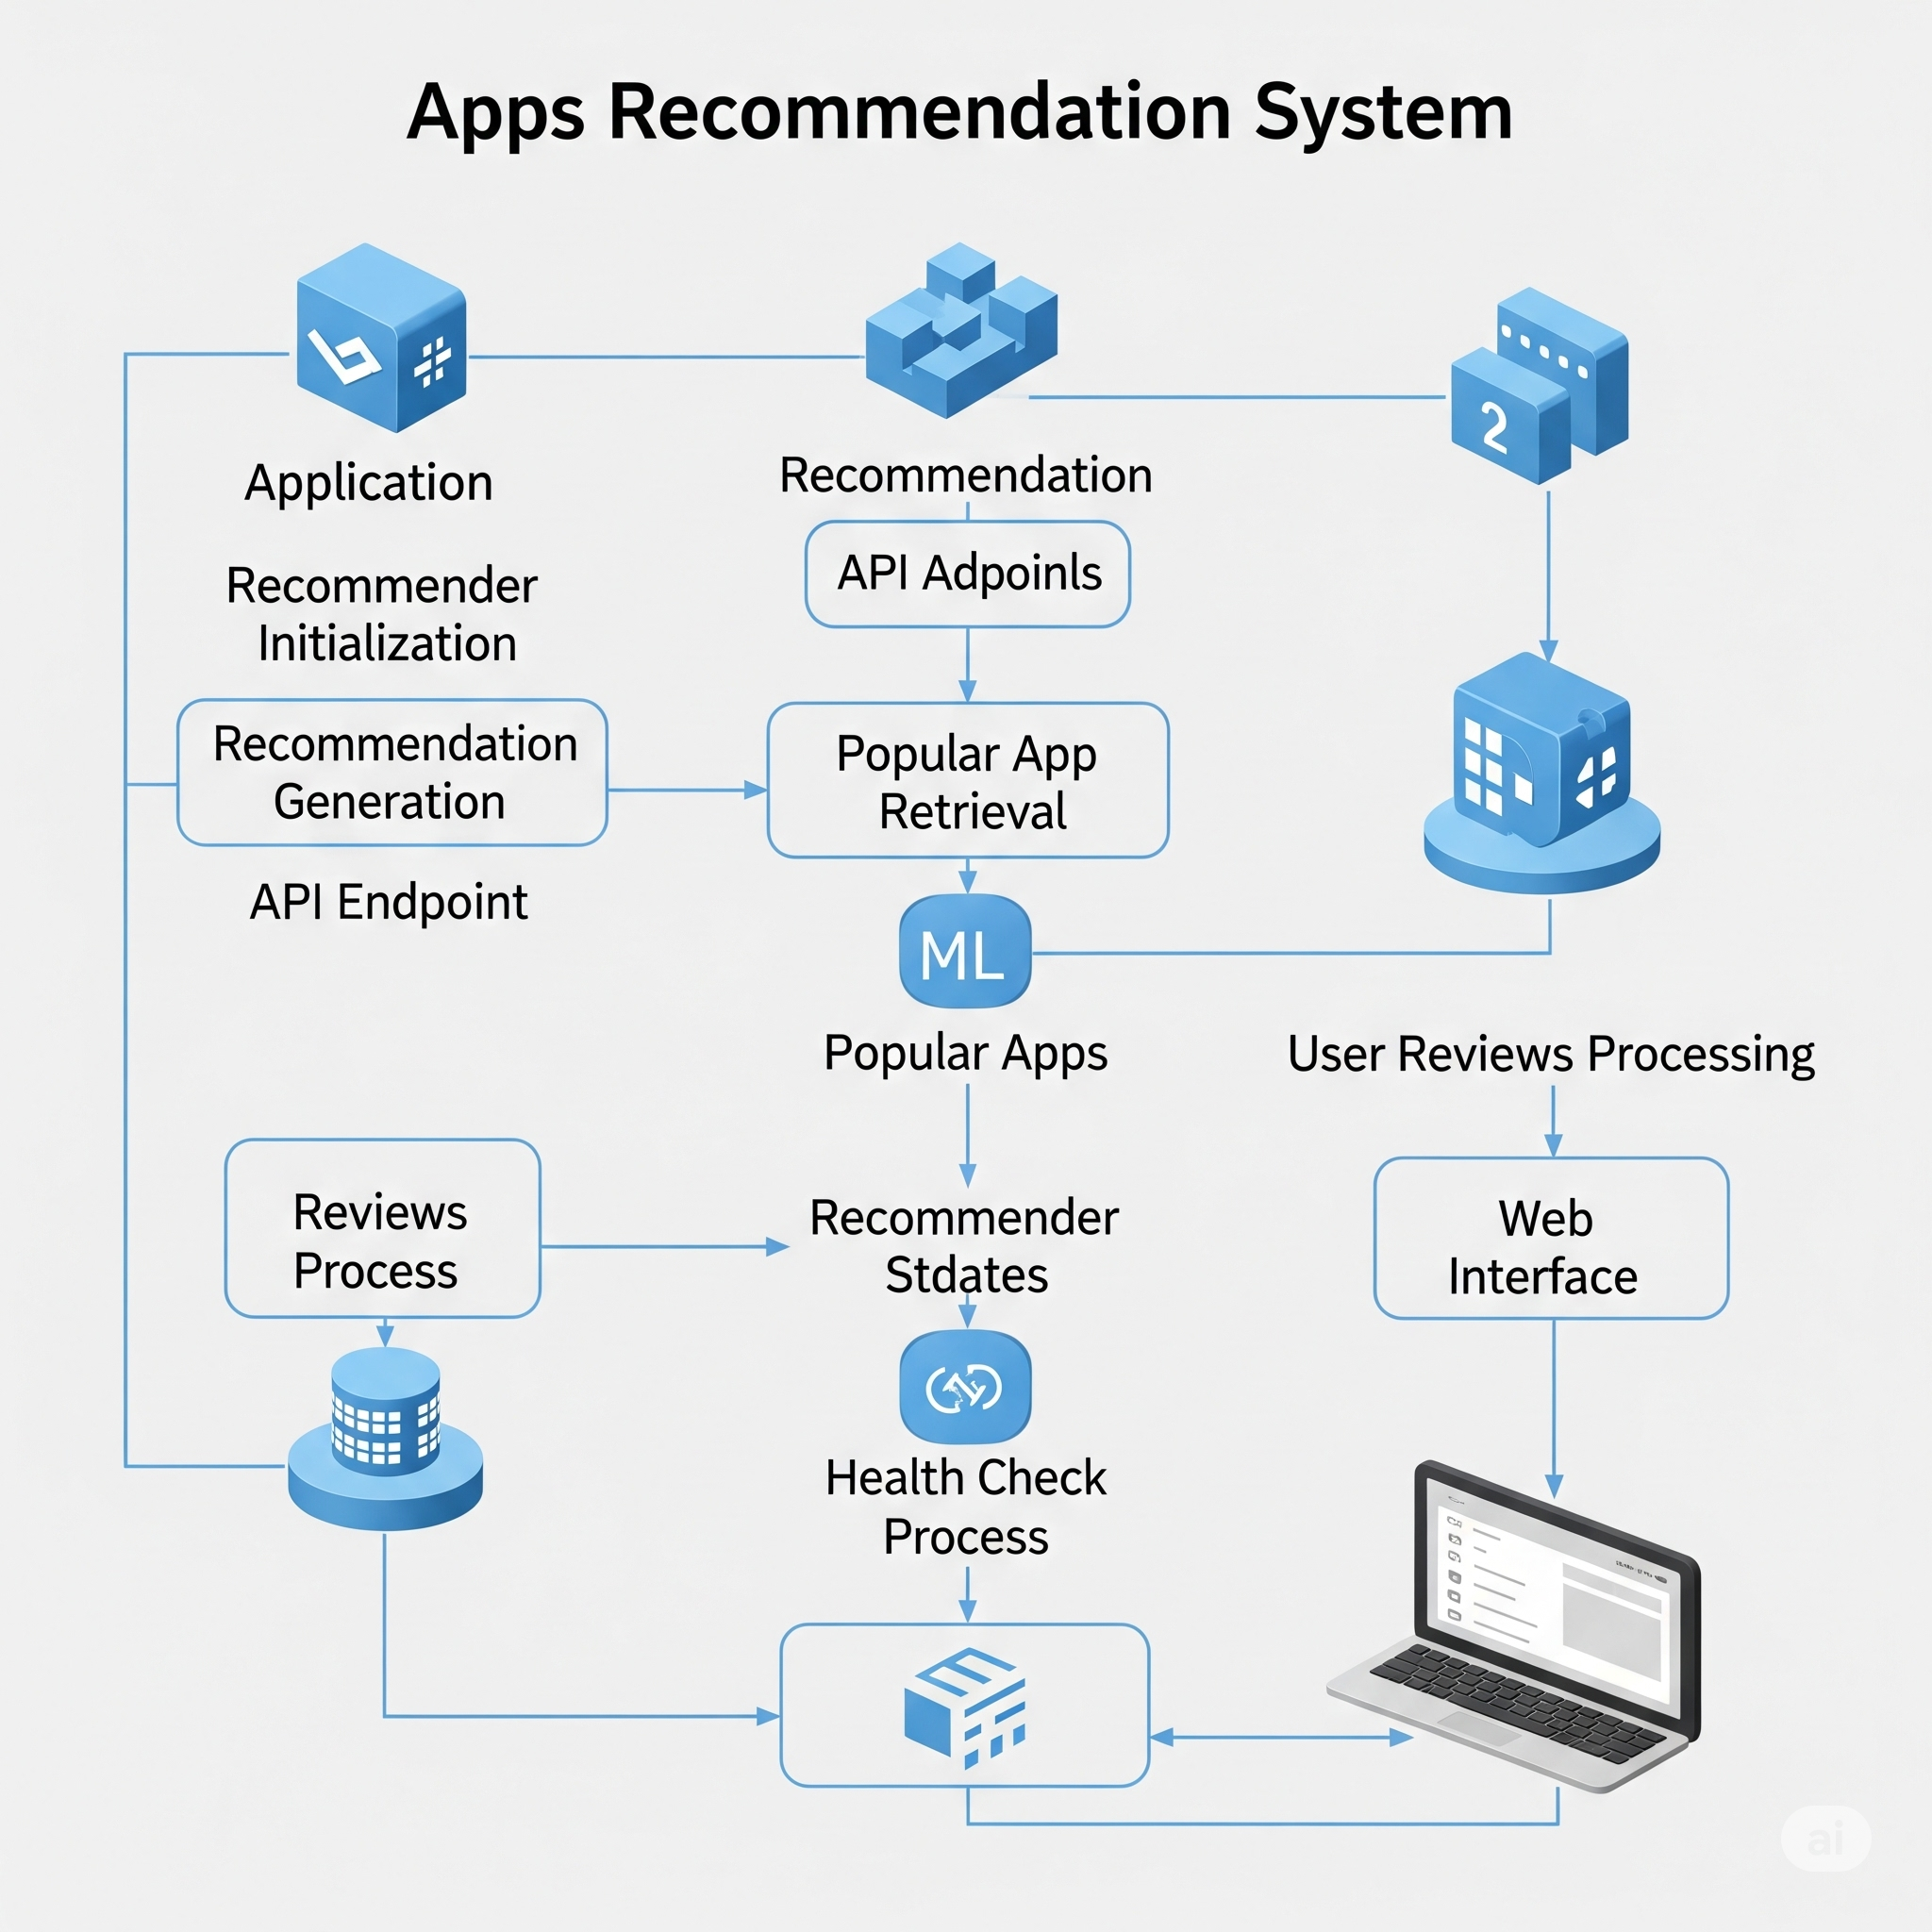 Apps Recommendation System
2
Application
Recommendation
API Adpoinls
Recommender
Initialization
Recommendation
Generation
Popular App
Retrieval
API Endpoint
ML
Popular Apps
User Reviews Processing
Reviews
Process
Recommender
Stdates
Web
Interface
Health Check
Process
ai